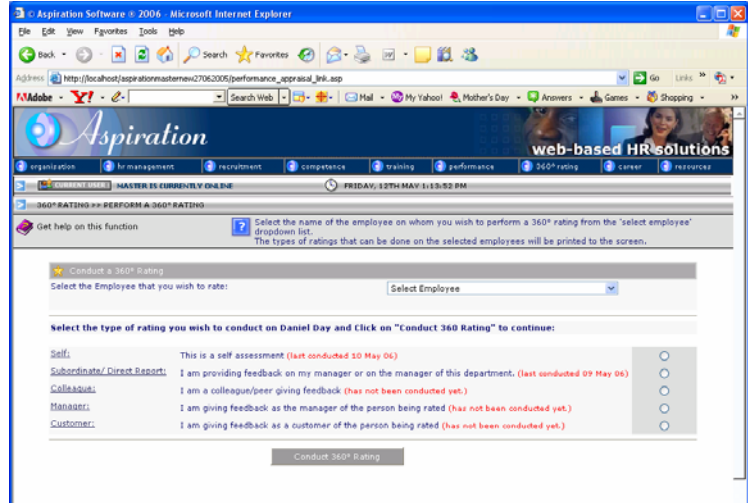 © Aspiration Software ® 2006 - Microsoft Internet Explorer
File Edit View Favorites Tools Help
Back Search Favorites
Address http://localhost/aspirationmasternew27062005/performance_appraisal_link.asp Go Links »
Adobe Y! Search Web Mail My Yahoo! Mother's Day Answers Games Shopping »
Aspiration
web-based HR solutions
organization hr management recruitment competence training performance 360° rating career resources
CURRENT USER MASTER IS CURRENTLY ONLINE FRIDAY, 12TH MAY 1:13:52 PM
360° RATING >> PERFORM A 360° RATING
Get help on this function
? Select the name of the employee on whom you wish to perform a 360° rating from the 'select employee'
dropdown list.
The types of ratings that can be done on the selected employees will be printed to the screen.
Conduct a 360° Rating
Select the Employee that you wish to rate: Select Employee
Select the type of rating you wish to conduct on Daniel Day and Click on "Conduct 360 Rating" to continue:
Self: This is a self assessment (last conducted 10 May 06)
Subordinate/ Direct Report: I am providing feedback on my manager or on the manager of this department. (last conducted 09 May 06)
Colleague: I am a colleague/peer giving feedback (has not been conducted yet.)
Manager: I am giving feedback as the manager of the person being rated (has not been conducted yet.)
Customer: I am giving feedback as a customer of the person being rated (has not been conducted yet.)
Conduct 360° Rating